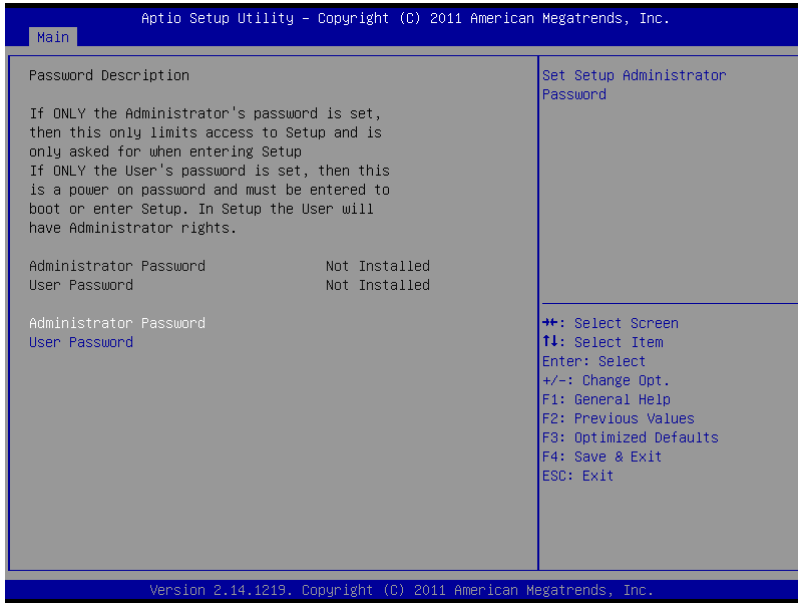 Aptio Setup Utility – Copyright (C) 2011 American Megatrends, Inc.
Main
Password Description
If ONLY the Administrator's password is set,
then this only limits access to Setup and is
only asked for when entering Setup
If ONLY the User's password is set, then this
is a power on password and must be entered to
boot or enter Setup. In Setup the User will
have Administrator rights.
Administrator Password Not Installed
User Password Not Installed
Administrator Password
User Password
Set Setup Administrator
Password
→←: Select Screen
↑↓: Select Item
Enter: Select
+/-: Change Opt.
F1: General Help
F2: Previous Values
F3: Optimized Defaults
F4: Save & Exit
ESC: Exit
Version 2.14.1219. Copyright (C) 2011 American Megatrends, Inc.